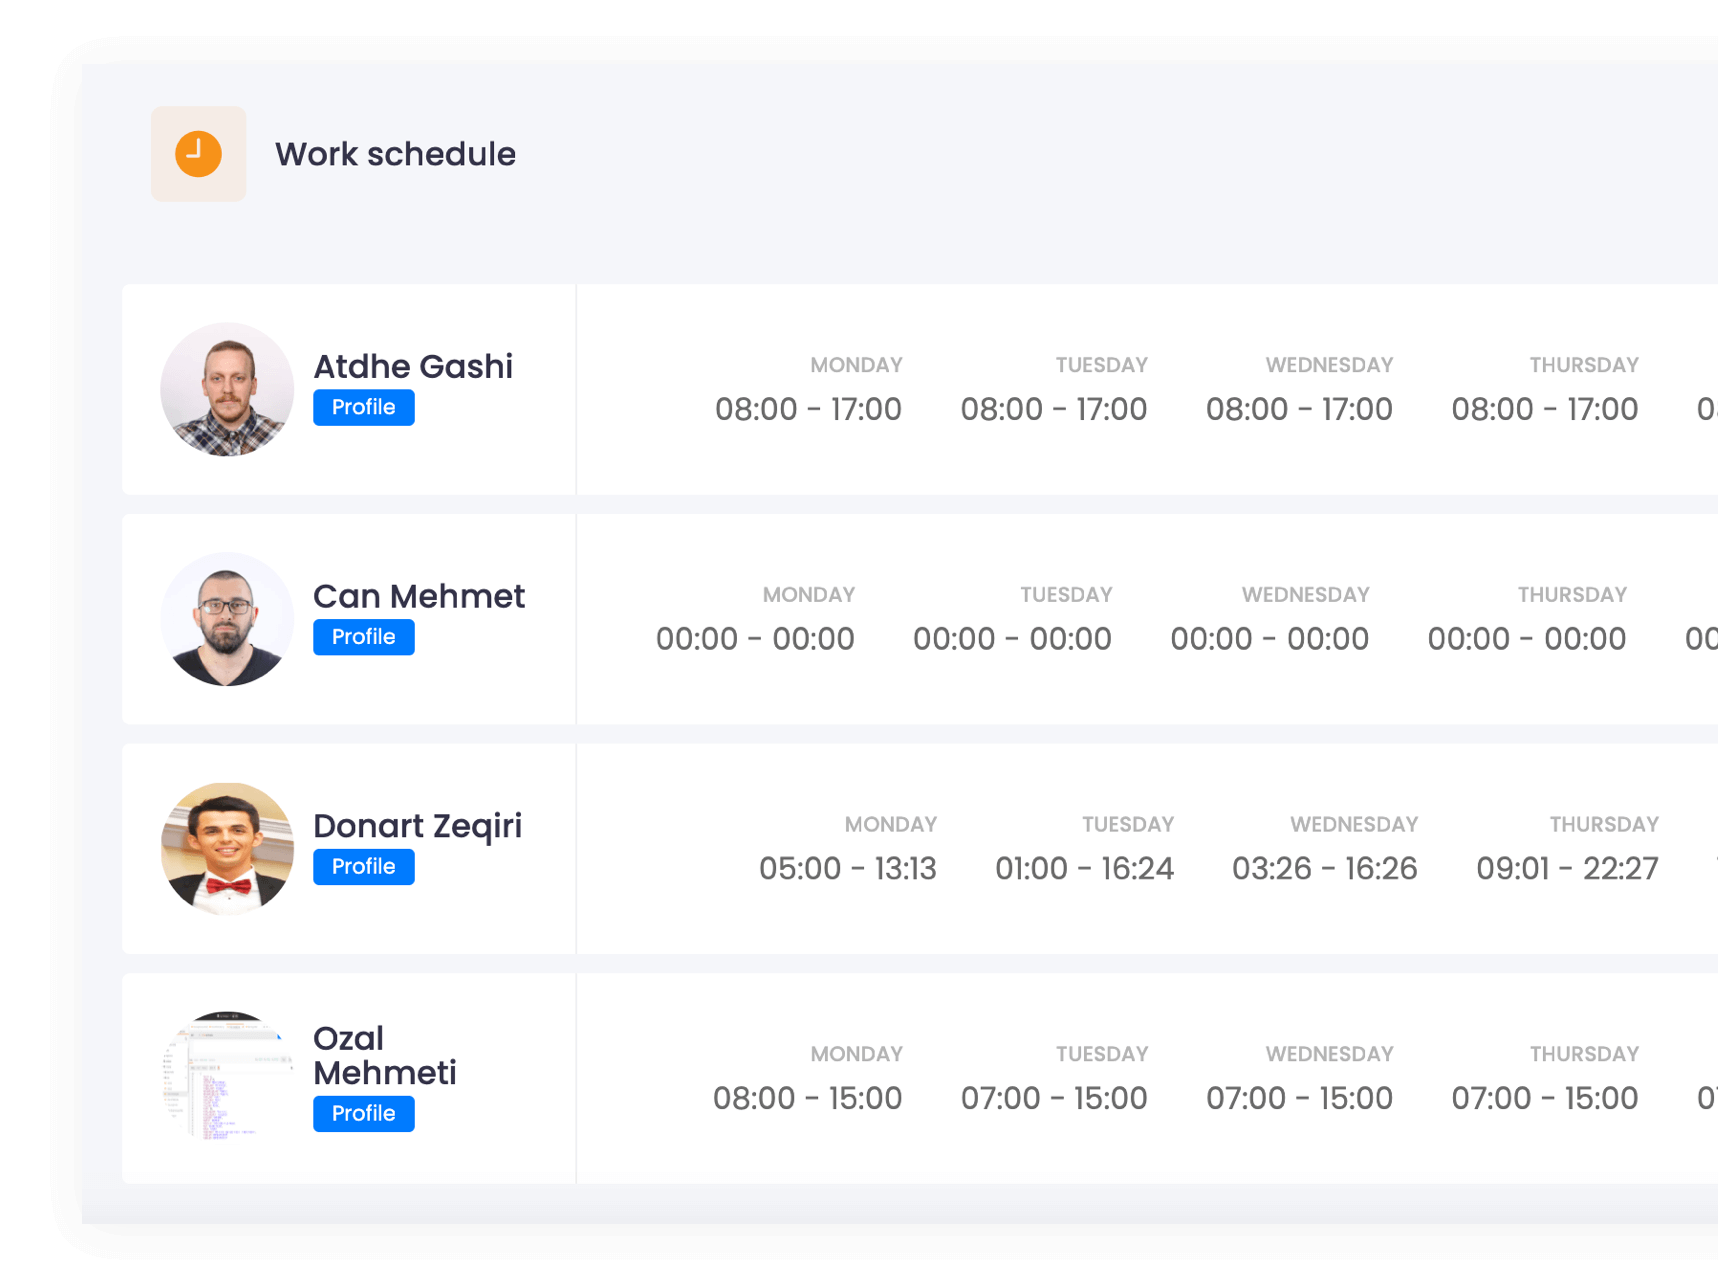 Work schedule
Atdhe Gashi
Profile
MONDAY TUESDAY WEDNESDAY THURSDAY
08:00 - 17:00 08:00 - 17:00 08:00 - 17:00 08:00 - 17:00
Can Mehmet
Profile
MONDAY TUESDAY WEDNESDAY THURSDAY
00:00 - 00:00 00:00 - 00:00 00:00 - 00:00 00:00 - 00:00 00
Donart Zeqiri
Profile
MONDAY TUESDAY WEDNESDAY THURSDAY
05:00 - 13:13 01:00 - 16:24 03:26 - 16:26 09:01 - 22:27
Ozal
Mehmeti
Profile
MONDAY TUESDAY WEDNESDAY THURSDAY
08:00 - 15:00 07:00 - 15:00 07:00 - 15:00 07:00 - 15:00